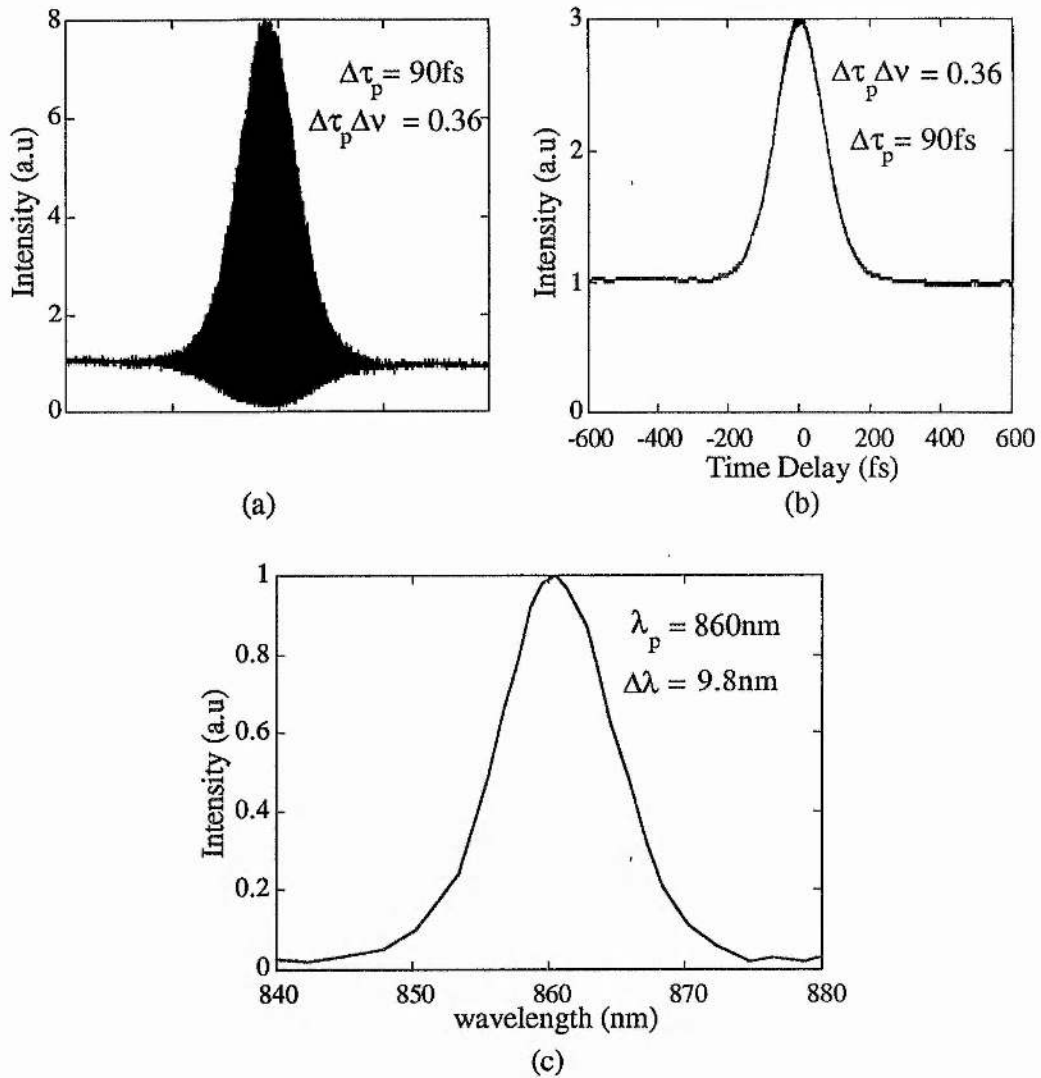 8
6
4
2
0
Intensity (a.u)
Δτp = 90fs
ΔτpΔν = 0.36
(a)
3
2
1
0
Intensity (a.u)
ΔτpΔν = 0.36
Δτp = 90fs
-600 -400 -200 0 200 400 600
Time Delay (fs)
(b)
1
0.8
0.6
0.4
0.2
0
Intensity (a.u)
λp = 860nm
Δλ = 9.8nm
840 850 860 870 880
wavelength (nm)
(c)